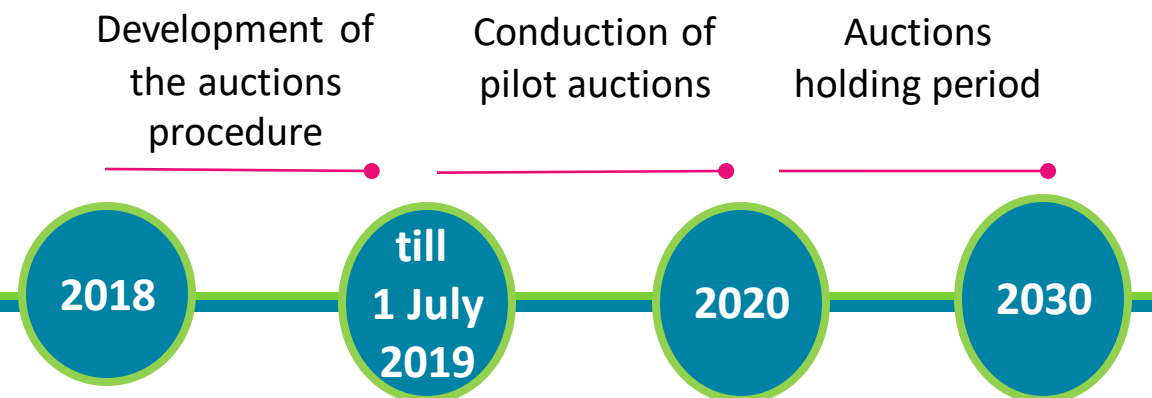 Development of
the auctions
procedure
Conduction of
pilot auctions
Auctions
holding period
2018
till
1 July
2019
2020
2030